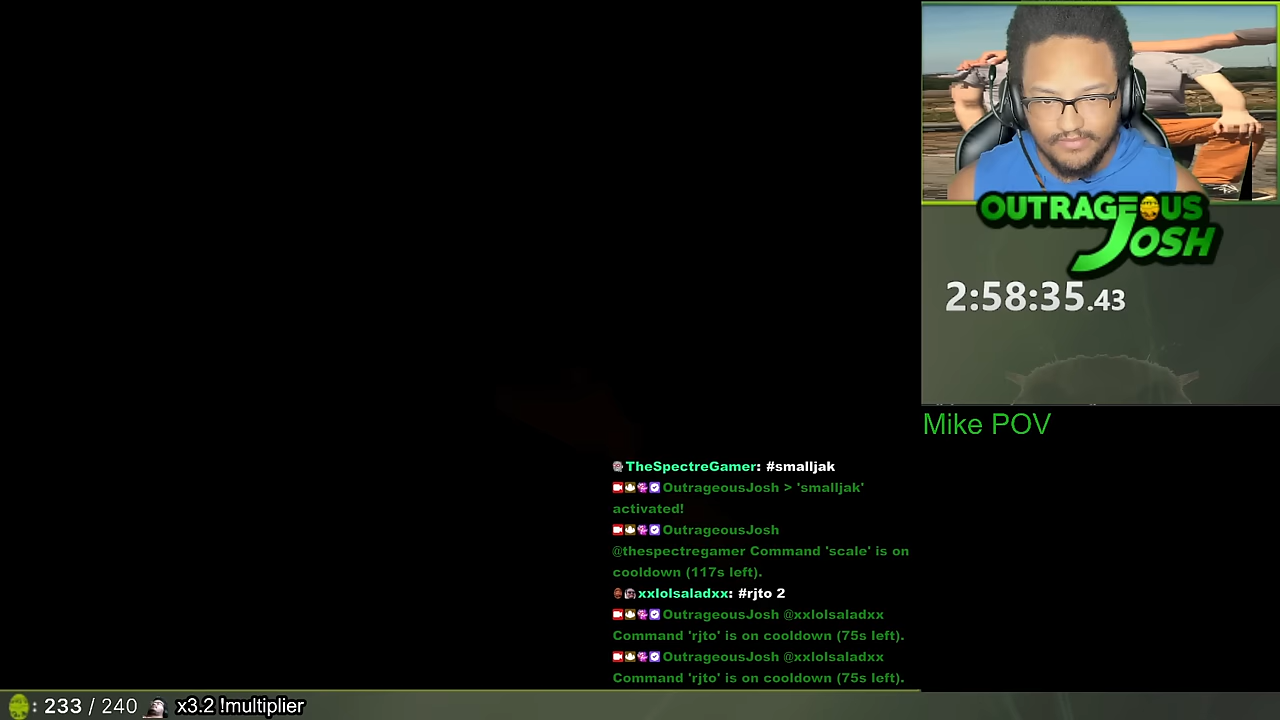 OUTRAGEOUS
JOSH
2:58:35.43
Mike POV
TheSpectreGamer: #smalljak
OutrageousJosh > 'smalljak'
activated!
OutrageousJosh
@thespectregamer Command 'scale' is on
cooldown (117s left).
xxlolsaladxx: #rjto 2
OutrageousJosh @xxlolsaladxx
Command 'rjto' is on cooldown (75s left).
OutrageousJosh @xxlolsaladxx
Command 'rjto' is on cooldown (75s left).
: 233 / 240 x3.2 !multiplier